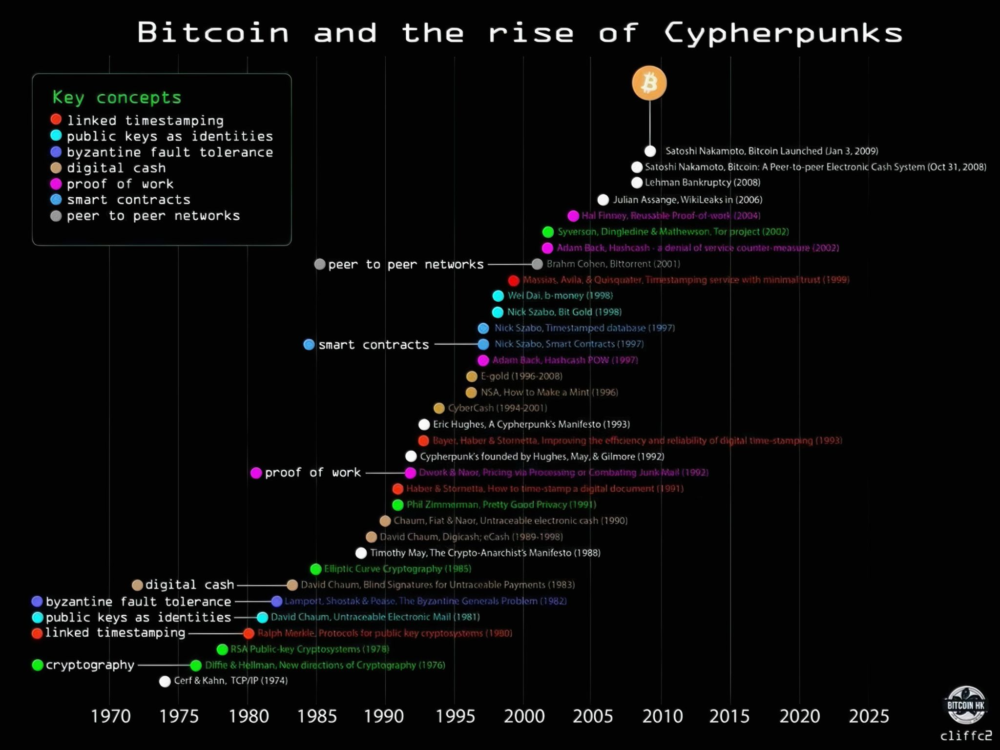 Bitcoin and the rise of Cypherpunks
Key concepts
linked timestamping
public keys as identities
byzantine fault tolerance
digital cash
proof of work
smart contracts
peer to peer networks
Satoshi Nakamoto, Bitcoin Launched (Jan 3, 2009)
Satoshi Nakamoto, Bitcoin: A Peer-to-peer Electronic Cash System (Oct 31, 2008)
Lehman Bankruptcy (2008)
Julian Assange, WikiLeaks in (2006)
Hal Finney, Reusable Proof-of-work (2004)
Syverson, Dingledine & Mathewson, Tor project (2002)
Adam Back, Hashcash - a denial of service counter-measure (2002)
peer to peer networks
Brahm Cohen, Bittorrent (2001)
Massias, Avila, & Quisquater, Timestamping service with minimal trust (1999)
Wei Dai, b-money (1998)
Nick Szabo, Bit Gold (1998)
Nick Szabo, Timestamped database (1997)
smart contracts
Nick Szabo, Smart Contracts (1997)
Adam Back, Hashcash POW (1997)
E-gold (1996-2008)
NSA, How to Make a Mint (1996)
CyberCash (1994-2001)
Eric Hughes, A Cypherpunk's Manifesto (1993)
Bayer, Haber & Stornetta, Improving the efficiency and reliability of digital time-stamping (1993)
Cypherpunk's founded by Hughes, May, & Gilmore (1992)
proof of work
Dwork & Naor, Pricing via Processing or Combating Junk Mail (1992)
Haber & Stornetta, How to time-stamp a digital document (1991)
Phil Zimmerman, Pretty Good Privacy (1991)
Chaum, Fiat & Naor, Untraceable electronic cash (1990)
David Chaum, Digicash; eCash (1989-1998)
Timothy May, The Crypto-Anarchist's Manifesto (1988)
Elliptic Curve Cryptography (1985)
digital cash
David Chaum, Blind Signatures for Untraceable Payments (1983)
byzantine fault tolerance
Lamport, Shostak & Pease, The Byzantine Generals Problem (1982)
public keys as identities
David Chaum, Untraceable Electronic Mail (1981)
linked timestamping
Ralph Merkle, Protocols for public key cryptosystems (1980)
RSA Public-key Cryptosystems (1978)
cryptography
Diffie & Hellman, New directions of Cryptography (1976)
Cerf & Kahn, TCP/IP (1974)
1970 1975 1980 1985 1990 1995 2000 2005 2010 2015 2020 2025
BITCOIN HK
cliffc2